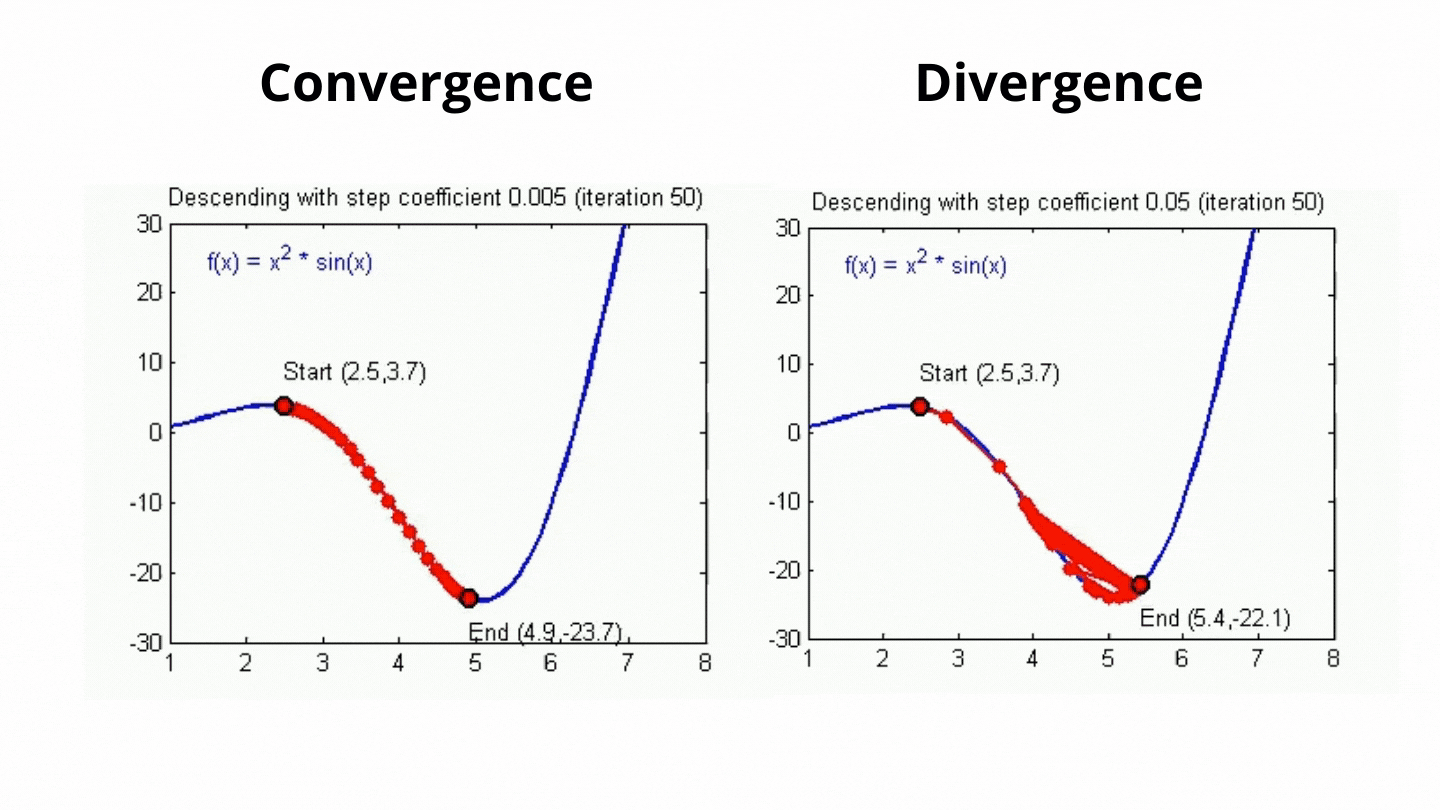 Convergence
Divergence
Descending with step coefficient 0.005 (iteration 50)
30
20
10
0
-10
-20
-30
f(x) = x² * sin(x)
Start (2.5,3.7)
End (4.9,-23.7)
1 2 3 4 5 6 7 8
Descending with step coefficient 0.05 (iteration 50)
30
20
10
0
-10
-20
-30
f(x) = x² * sin(x)
Start (2.5,3.7)
End (5.4,-22.1)
1 2 3 4 5 6 7 8